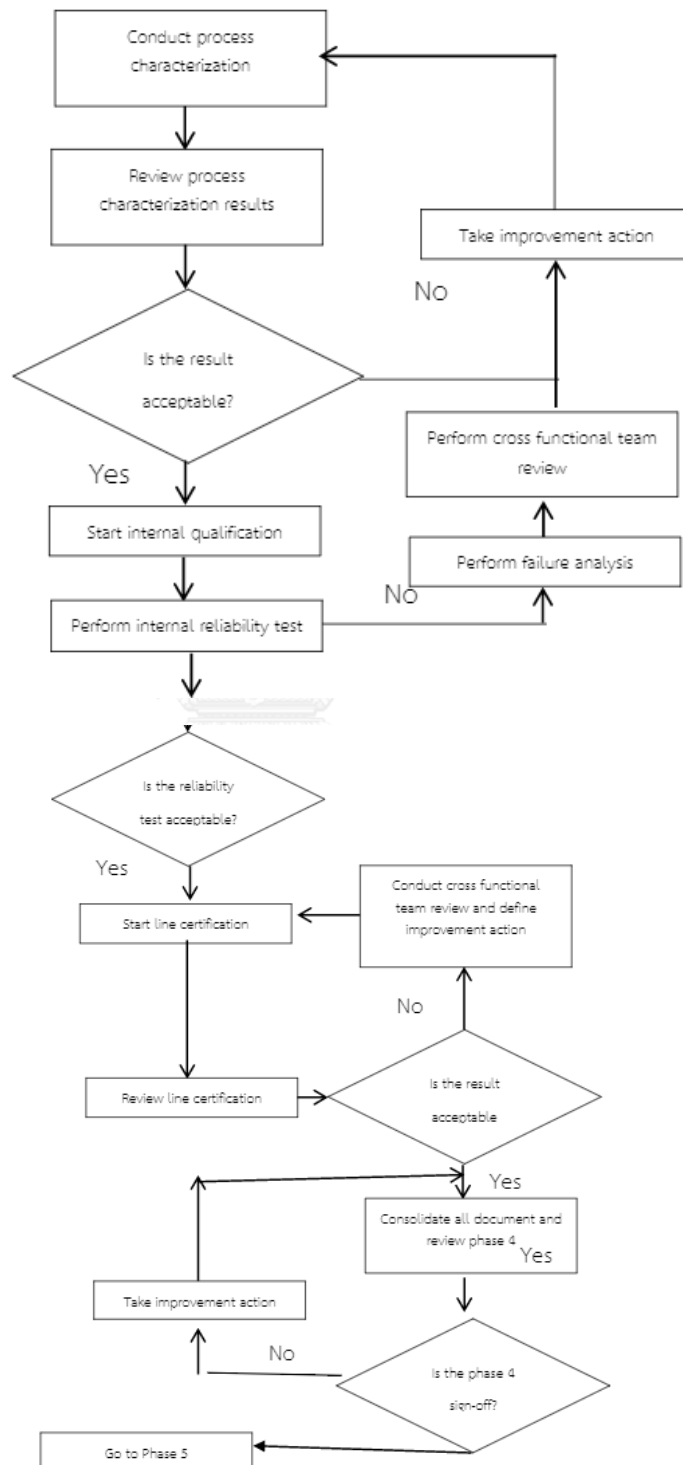 Conduct process
characterization
Review process
characterization results
Take improvement action
No
Is the result
acceptable?
Perform cross functional team
review
Yes
Start internal qualification
Perform failure analysis
No
Perform internal reliability test
Is the reliability
test acceptable?
Yes
Conduct cross functional
team review and define
improvement action
Start line certification
No
Review line certification
Is the result
acceptable
Yes
Consolidate all document and
review phase 4
Yes
Take improvement action
No
Is the phase 4
sign-off?
Go to Phase 5